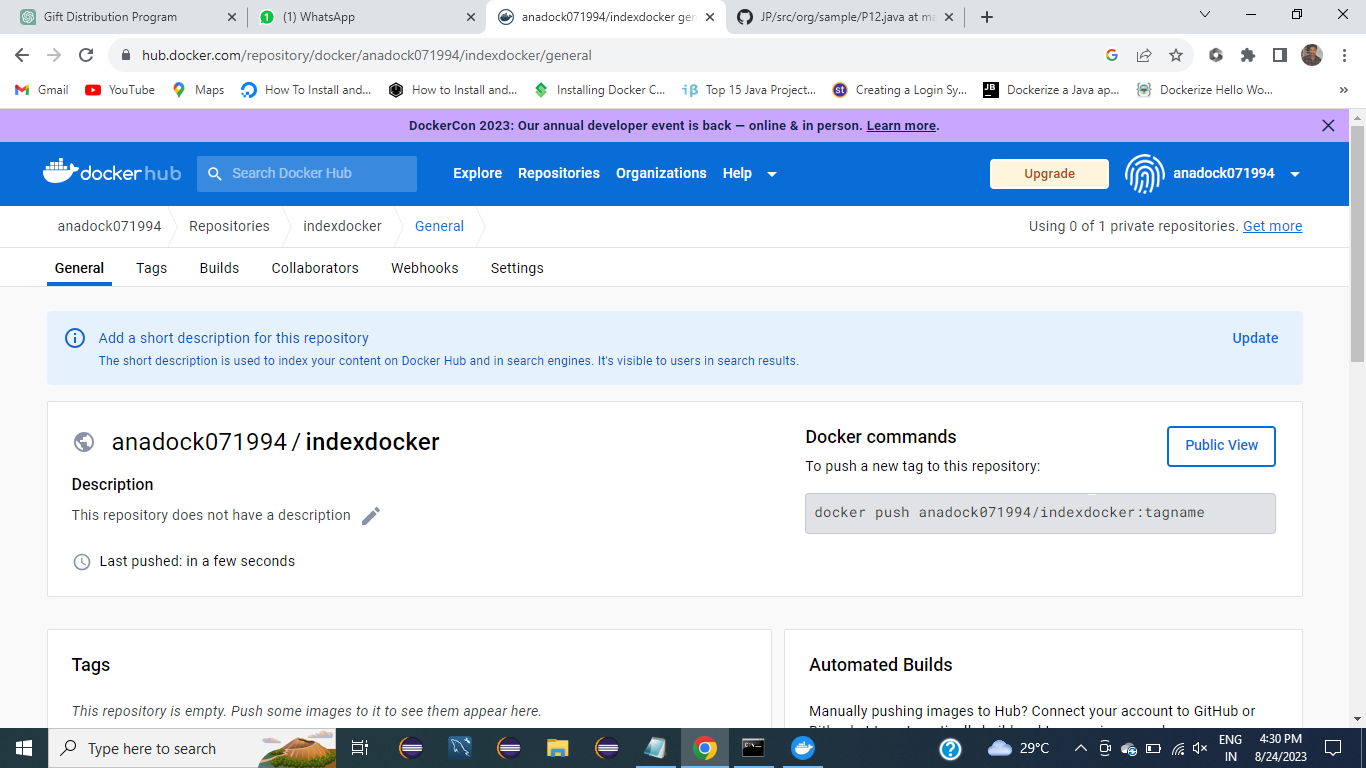 Gift Distribution Program
(1) WhatsApp
anadock071994/indexdocker gen
JP/src/org/sample/P12.java at ma
hub.docker.com/repository/docker/anadock071994/indexdocker/general
Gmail
YouTube
Maps
How To Install and...
How to Install and...
Installing Docker C...
Top 15 Java Project...
Creating a Login Sy...
Dockerize a Java ap...
Dockerize Hello Wo...
»
DockerCon 2023: Our annual developer event is back — online & in person. Learn more.
dockerhub
Search Docker Hub
Explore
Repositories
Organizations
Help
Upgrade
anadock071994
anadock071994
Repositories
indexdocker
General
Using 0 of 1 private repositories. Get more
General
Tags
Builds
Collaborators
Webhooks
Settings
Add a short description for this repository
Update
The short description is used to index your content on Docker Hub and in search engines. It's visible to users in search results.
anadock071994 / indexdocker
Description
This repository does not have a description
Last pushed: in a few seconds
Docker commands
Public View
To push a new tag to this repository:
docker push anadock071994/indexdocker:tagname
Tags
This repository is empty. Push some images to it to see them appear here.
Automated Builds
Manually pushing images to Hub? Connect your account to GitHub or
Type here to search
29°C
ENG
IN
4:30 PM
8/24/2023